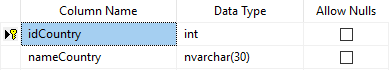 Column Name Data Type Allow Nulls
idCountry int
nameCountry nvarchar(30)